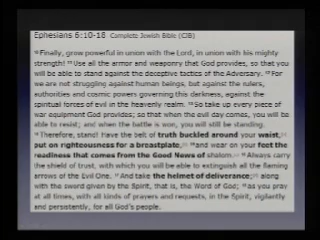 Ephesians 6:10-18 Complete Jewish Bible (CJB)
10 Finally, grow powerful in union with the Lord, in union with his mighty
strength! 11 Use all the armor and weaponry that God provides, so that you
will be able to stand against the deceptive tactics of the Adversary. 12 For
we are not struggling against human beings, but against the rulers,
authorities and cosmic powers governing this darkness, against the
spiritual forces of evil in the heavenly realm. 13 So take up every piece of
war equipment God provides; so that when the evil day comes, you will be
able to resist; and when the battle is won, you will still be standing.
14 Therefore, stand! Have the belt of truth buckled around your waist,
put on righteousness for a breastplate, 15 and wear on your feet the
readiness that comes from the Good News of shalom. 16 Always carry
the shield of trust, with which you will be able to extinguish all the flaming
arrows of the Evil One. 17 And take the helmet of deliverance; along
with the sword given by the Spirit, that is, the Word of God; 18 as you pray
at all times, with all kinds of prayers and requests, in the Spirit, vigilantly
and persistently, for all God's people.